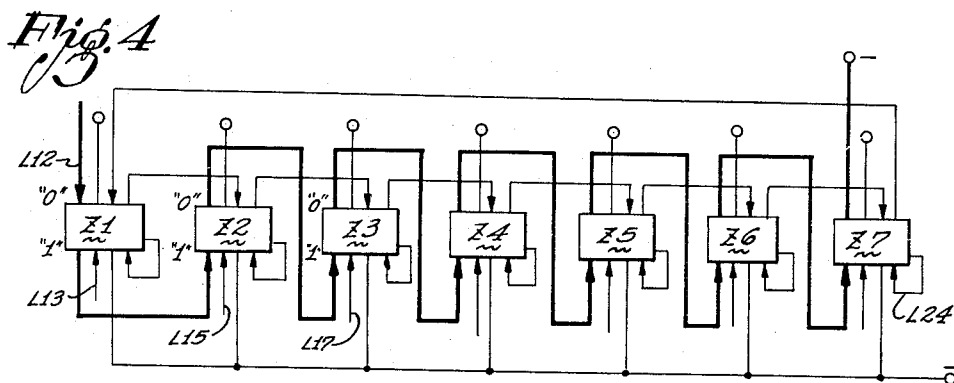 Fig. 4
L12
"0"
"0"
"0"
Z1
Z2
Z3
Z4
Z5
Z6
Z7
"1"
"1"
"1"
L13
L15
L17
L24